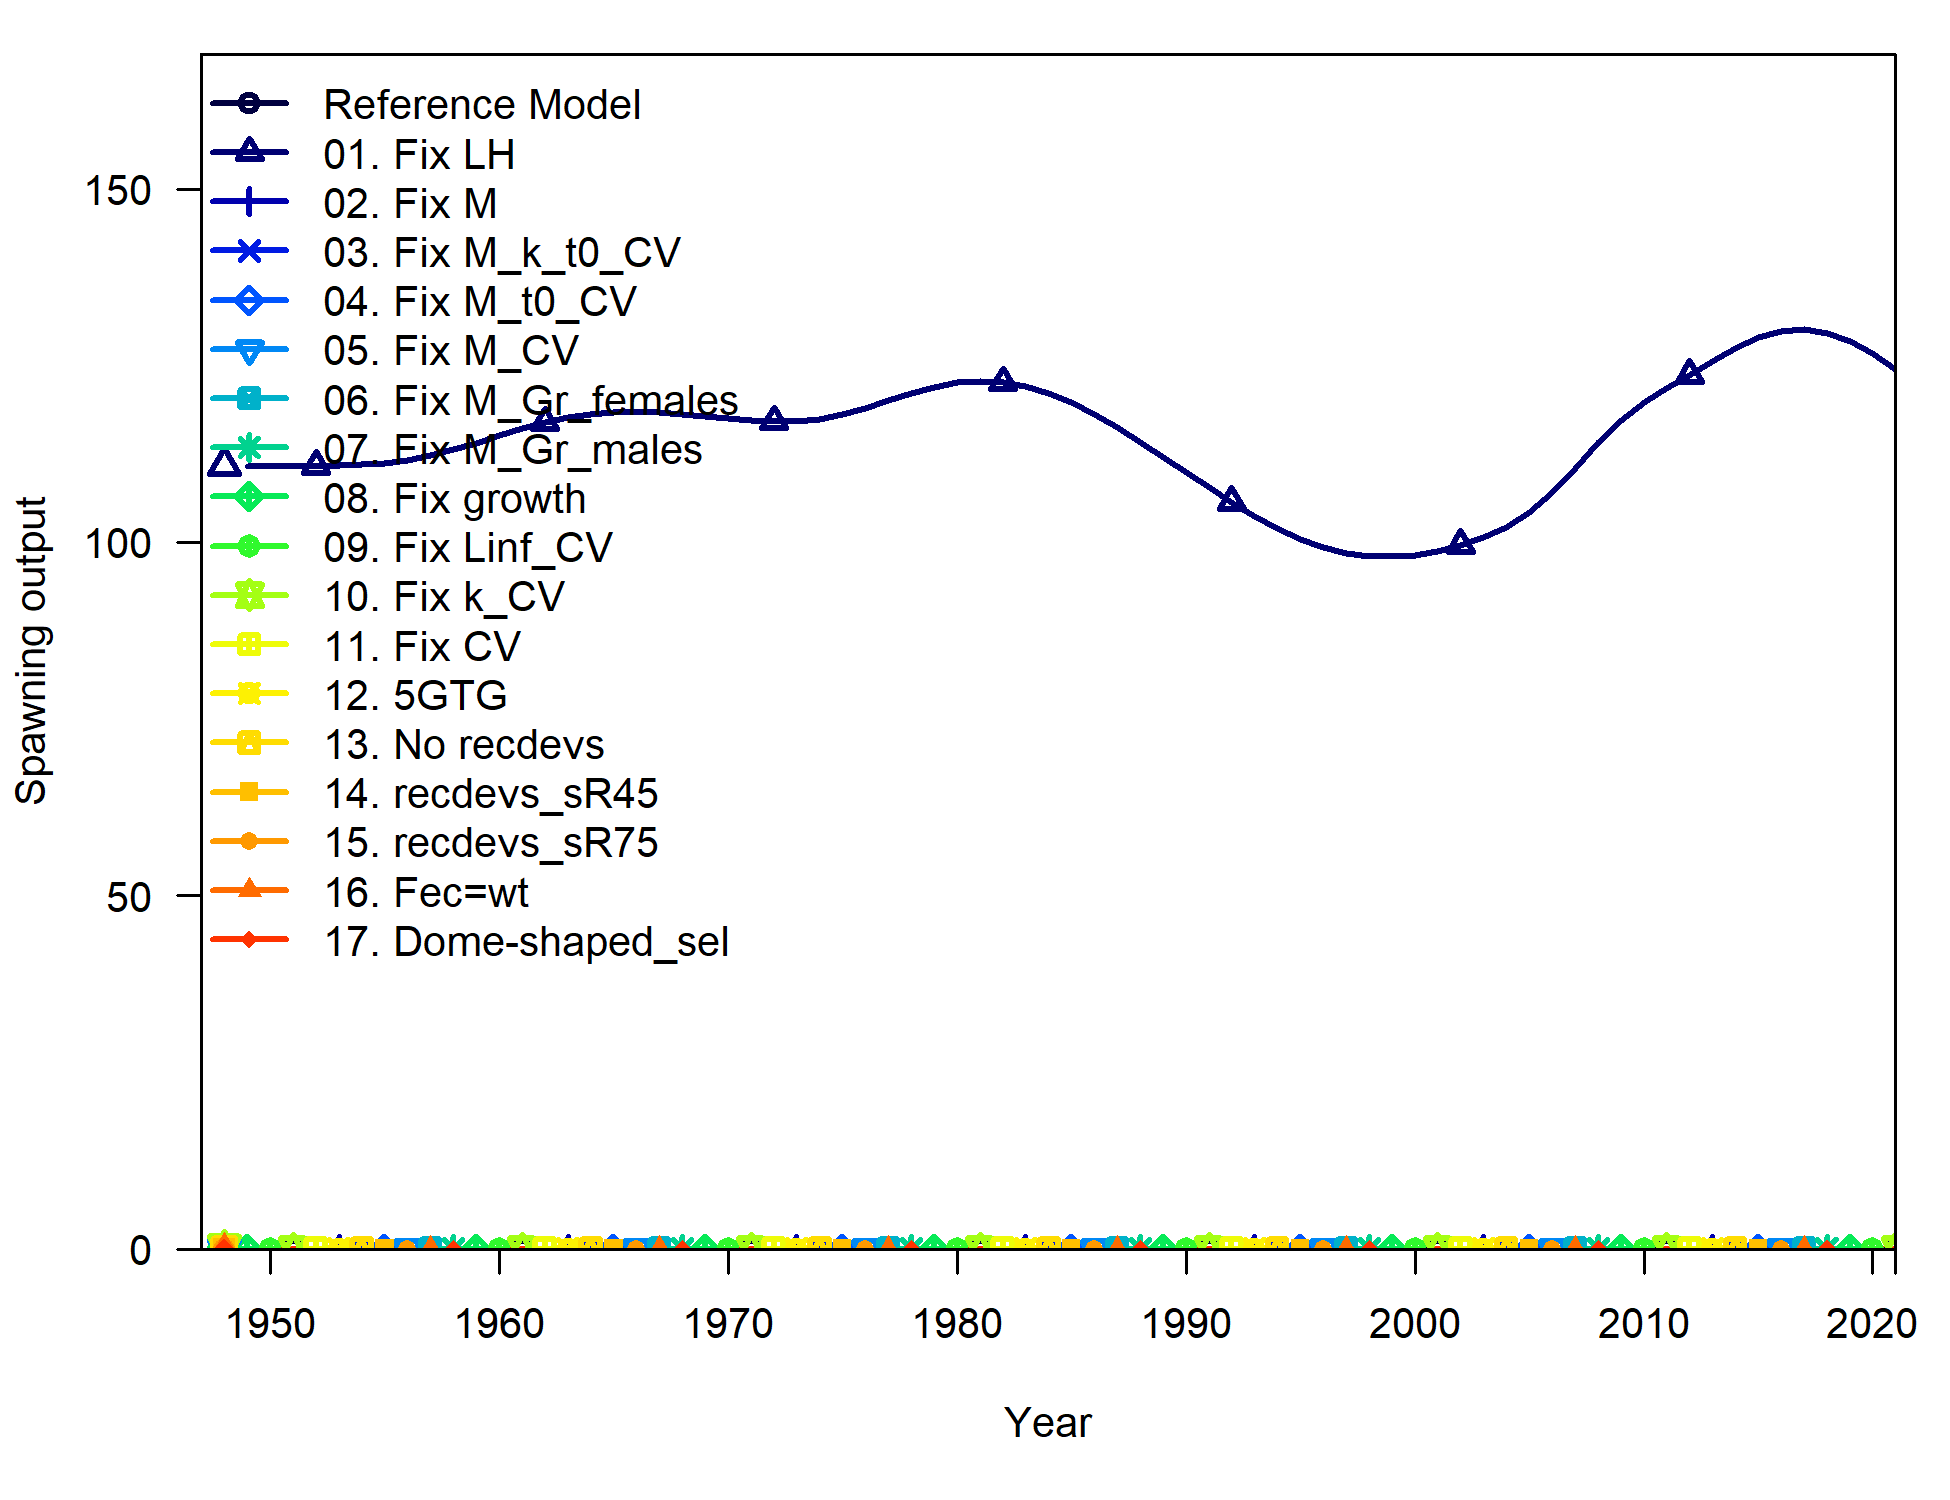 Reference Model
01. Fix LH
02. Fix M
03. Fix M_k_t0_CV
04. Fix M_t0_CV
05. Fix M_CV
06. Fix M_Gr_females
07. Fix M_Gr_males
08. Fix growth
09. Fix Linf_CV
10. Fix k_CV
11. Fix CV
12. 5GTG
13. No recdevs
14. recdevs_sR45
15. recdevs_sR75
16. Fec=wt
17. Dome-shaped_sel
150
100
50
0
Spawning output
1950 1960 1970 1980 1990 2000 2010 2020
Year